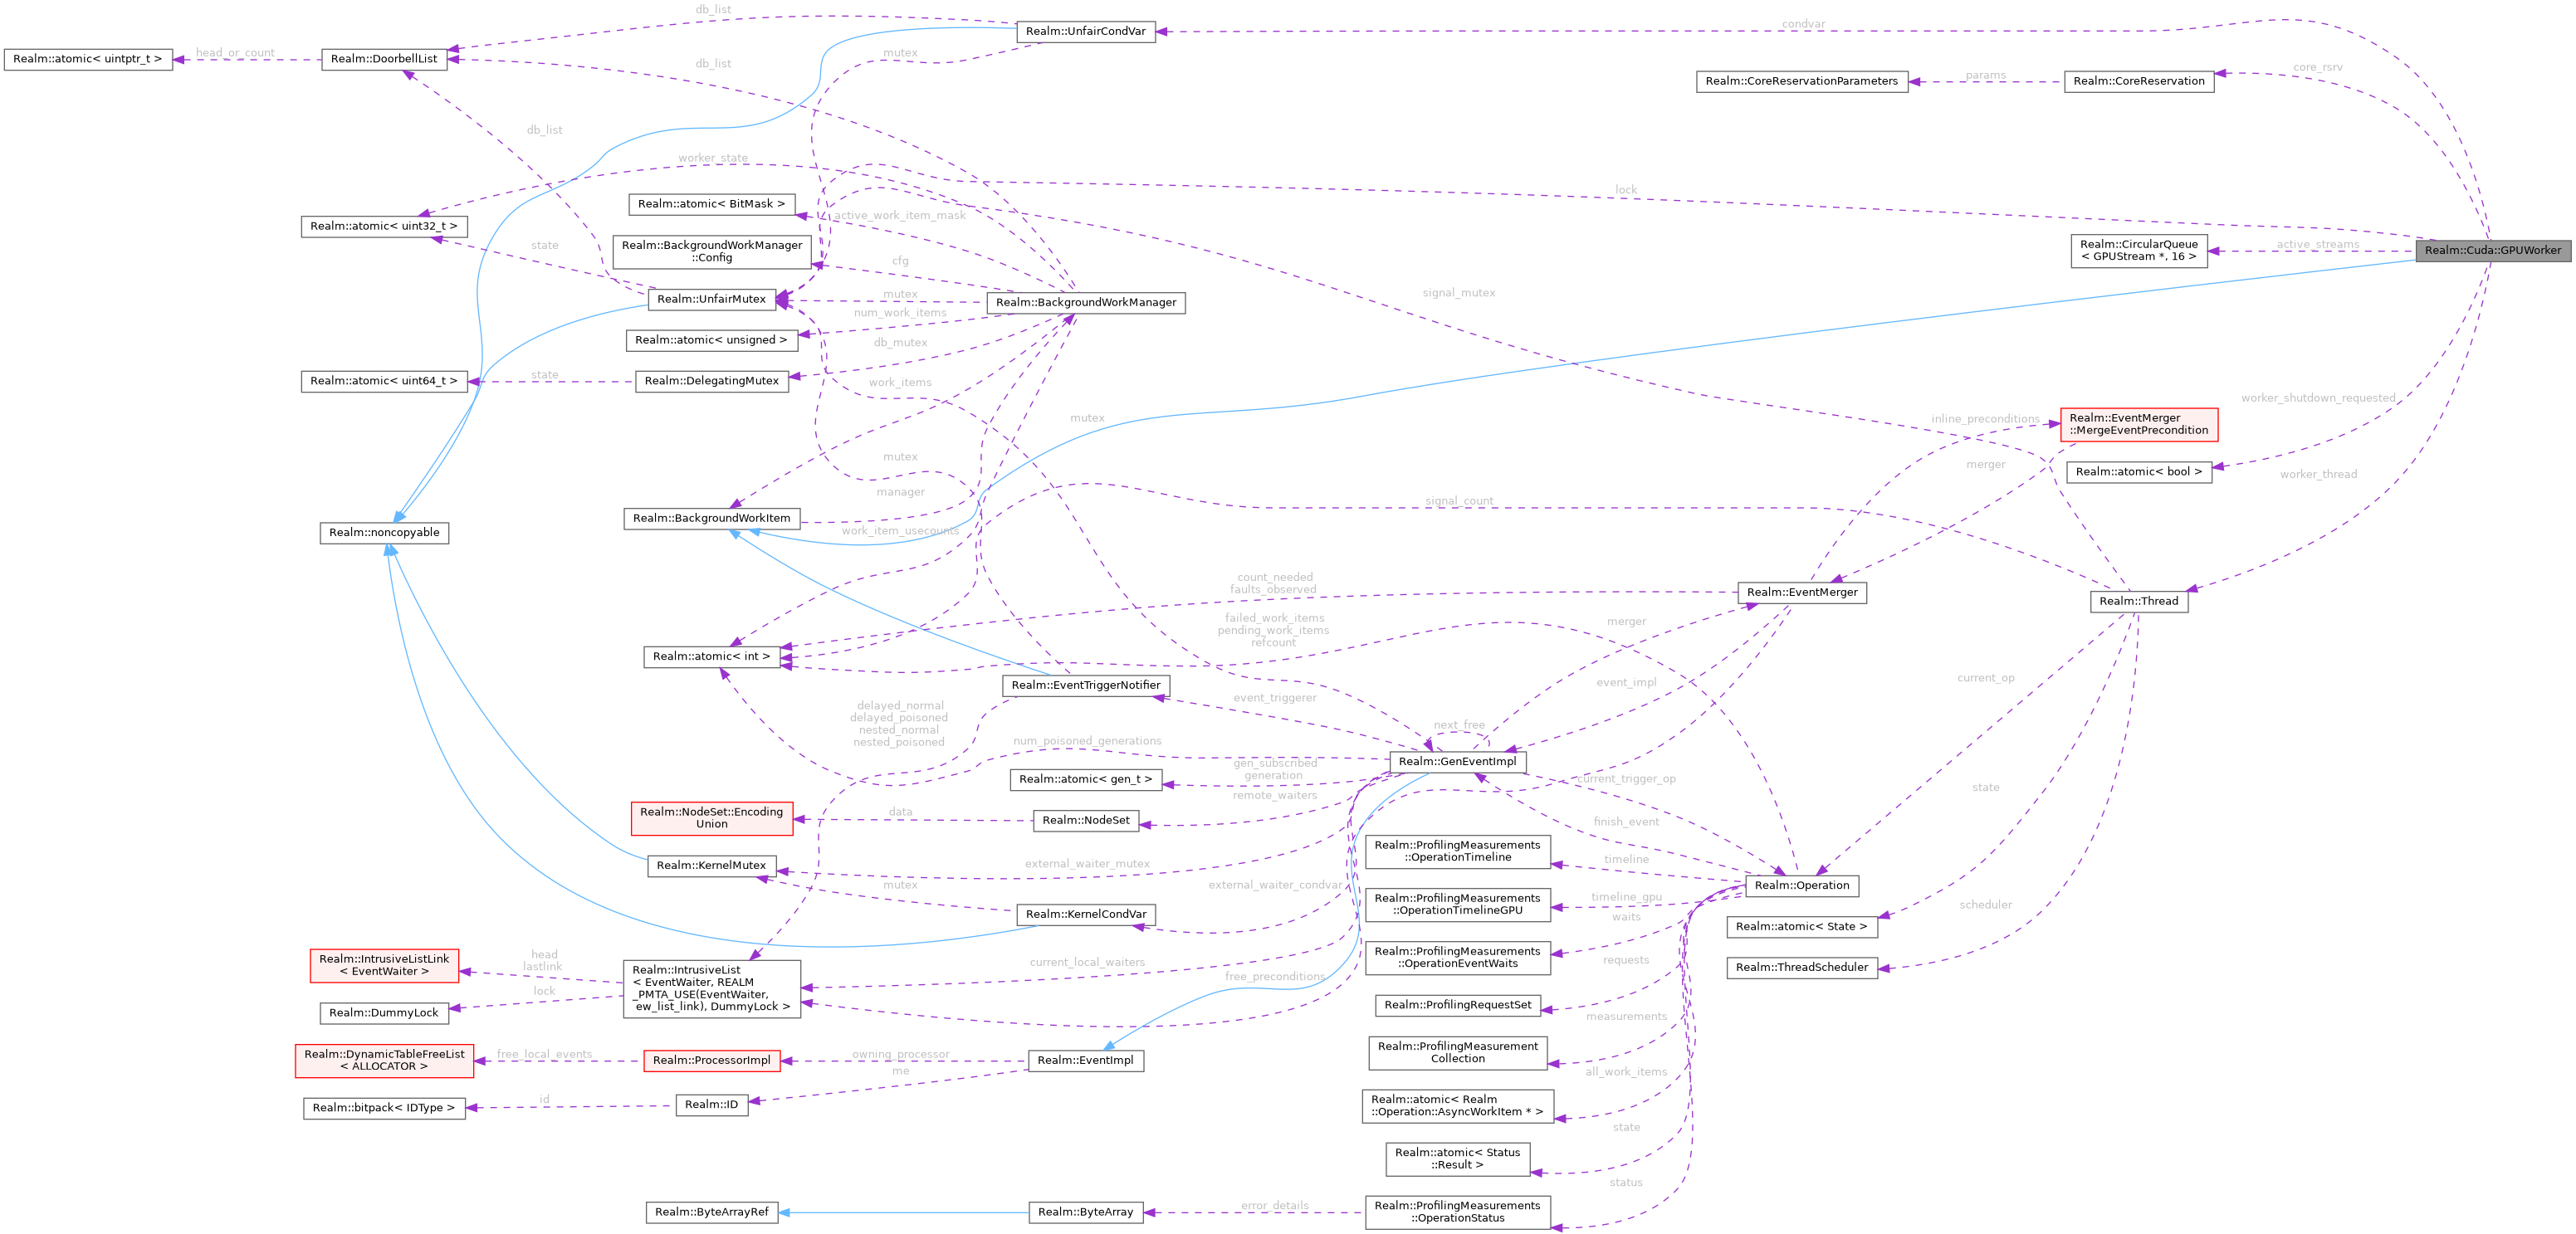 db_list
Realm::UnfairCondVar
condvar
Realm::atomic< uintptr_t >
head_or_count
Realm::DoorbellList
mutex
db_list
core_rsrv
Realm::CoreReservationParameters
params
Realm::CoreReservation
db_list
worker_state
Realm::atomic< BitMask >
active_work_item_mask
lock
Realm::atomic< uint32_t >
state
Realm::BackgroundWorkManager
::Config
cfg
Realm::CircularQueue
< GPUStream *, 16 >
active_streams
Realm::Cuda::GPUWorker
Realm::UnfairMutex
mutex
Realm::BackgroundWorkManager
signal_mutex
num_work_items
Realm::atomic< unsigned >
db_mutex
Realm::atomic< uint64_t >
state
Realm::DelegatingMutex
work_items
worker_shutdown_requested
mutex
inline_preconditions
Realm::EventMerger
::MergeEventPrecondition
mutex
merger
Realm::atomic< bool >
worker_thread
manager
signal_count
Realm::BackgroundWorkItem
work_item_usecounts
Realm::noncopyable
count_needed
faults_observed
Realm::EventMerger
Realm::Thread
failed_work_items
pending_work_items
refcount
merger
Realm::atomic< int >
Realm::EventTriggerNotifier
event_triggerer
event_impl
current_op
delayed_normal
delayed_poisoned
nested_normal
nested_poisoned
num_poisoned_generations
next_free
Realm::GenEventImpl
gen_subscribed
generation
Realm::atomic< gen_t >
current_trigger_op
state
remote_waiters
Realm::NodeSet::Encoding
Union
data
Realm::NodeSet
finish_event
Realm::ProfilingMeasurements
::OperationTimeline
timeline
Realm::KernelMutex
external_waiter_mutex
mutex
external_waiter_condvar
Realm::Operation
Realm::ProfilingMeasurements
::OperationTimelineGPU
timeline_gpu
scheduler
Realm::KernelCondVar
waits
Realm::atomic< State >
Realm::ProfilingMeasurements
::OperationEventWaits
requests
Realm::ThreadScheduler
Realm::IntrusiveListLink
< EventWaiter >
head
lastlink
Realm::IntrusiveList
< EventWaiter, REALM
_PMTA_USE(EventWaiter,
ew_list_link), DummyLock >
current_local_waiters
free_preconditions
lock
Realm::DummyLock
Realm::ProfilingRequestSet
measurements
Realm::DynamicTableFreeList
< ALLOCATOR >
free_local_events
Realm::ProcessorImpl
owning_processor
Realm::EventImpl
Realm::ProfilingMeasurement
Collection
me
all_work_items
Realm::bitpack< IDType >
id
Realm::ID
Realm::atomic< Realm
::Operation::AsyncWorkItem * >
state
Realm::atomic< Status
::Result >
status
Realm::ByteArrayRef
Realm::ByteArray
error_details
Realm::ProfilingMeasurements
::OperationStatus